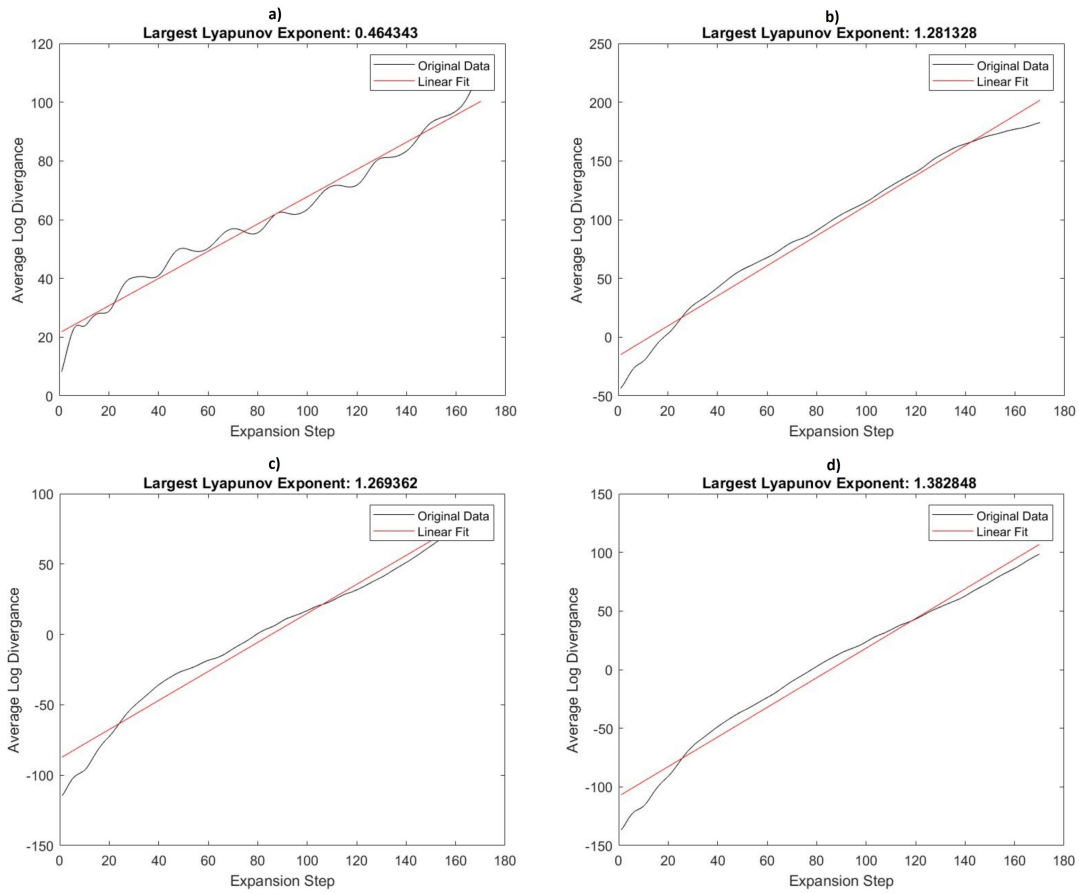 a)
Largest Lyapunov Exponent: 0.464343
120
100
80
60
40
20
0
Average Log Divergance
Original Data
Linear Fit
0 20 40 60 80 100 120 140 160 180
Expansion Step
b)
Largest Lyapunov Exponent: 1.281328
250
200
150
100
50
0
-50
Average Log Divergance
Original Data
Linear Fit
0 20 40 60 80 100 120 140 160 180
Expansion Step
c)
Largest Lyapunov Exponent: 1.269362
100
50
0
-50
-100
-150
Average Log Divergance
Original Data
Linear Fit
0 20 40 60 80 100 120 140 160 180
Expansion Step
d)
Largest Lyapunov Exponent: 1.382848
150
100
50
0
-50
-100
-150
Average Log Divergance
Original Data
Linear Fit
0 20 40 60 80 100 120 140 160 180
Expansion Step